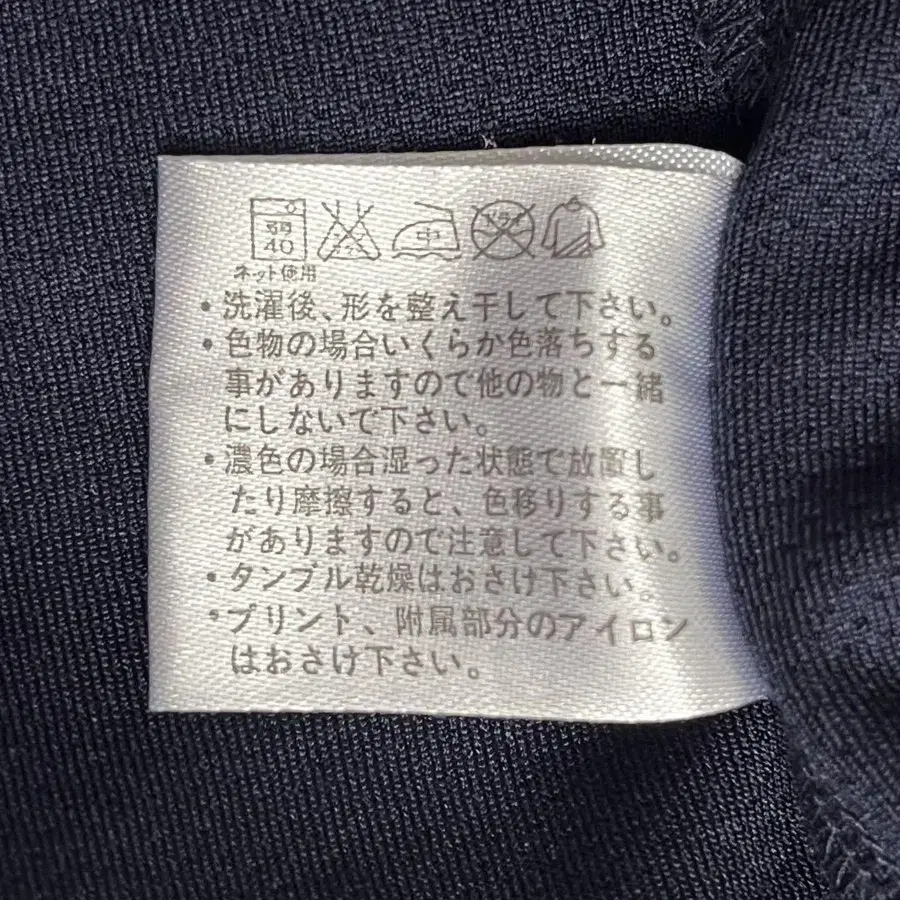 弱
40
中
ドライ
ネット使用
・洗濯後、形を整え干して下さい。
・色物の場合いくらか色落ちする
事がありますので他の物と一緒
にしないで下さい。
・濃色の場合湿った状態で放置し
たり摩擦すると、色移りする事
がありますので注意して下さい。
・タンブル乾燥はおさけ下さい。
・プリント、附属部分のアイロン
はおさけ下さい。